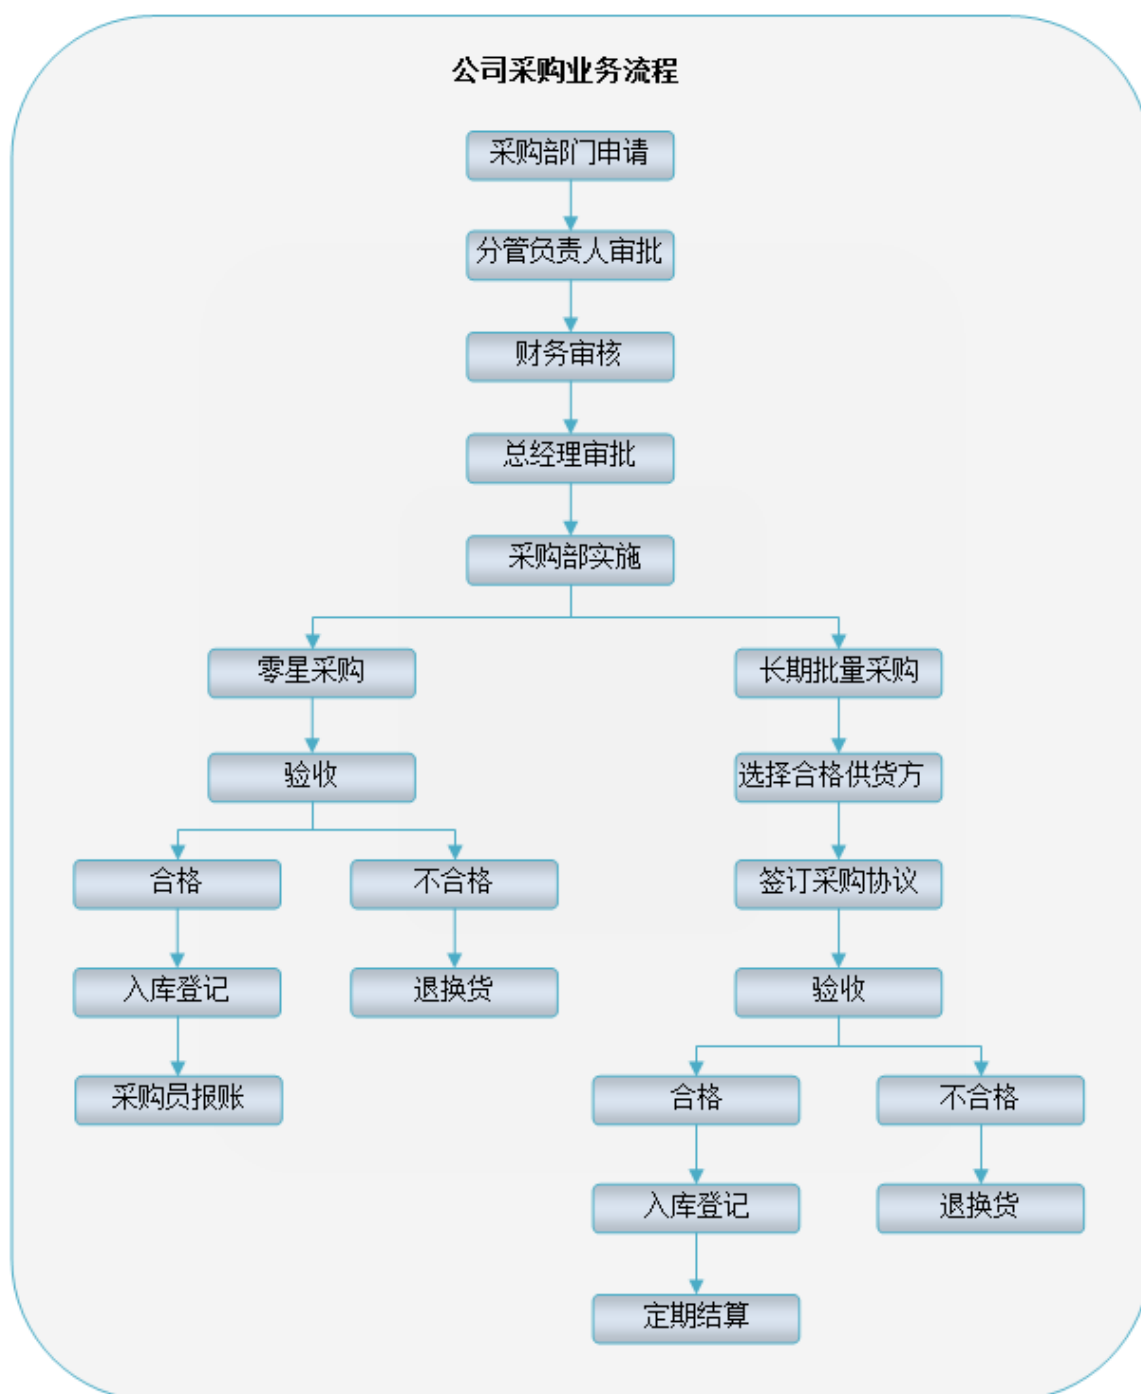 公司采购业务流程
采购部门申请
分管负责人审批
财务审核
总经理审批
采购部实施
零星采购
长期批量采购
验收
选择合格供货方
合格
不合格
签订采购协议
入库登记
退换货
验收
采购员报账
合格
不合格
入库登记
退换货
定期结算